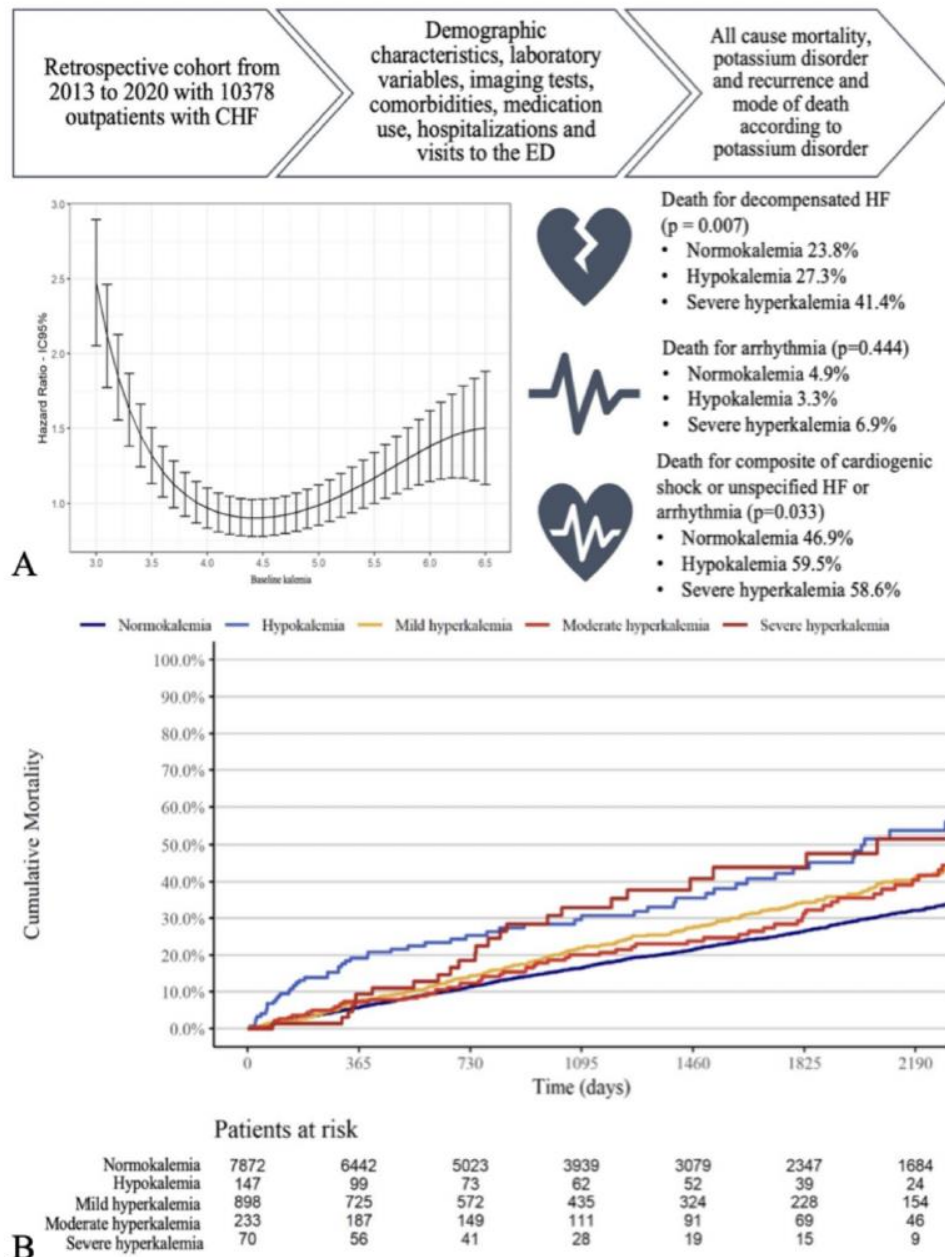 Retrospective cohort from
2013 to 2020 with 10378
outpatients with CHF
Demographic
characteristics, laboratory
variables, imaging tests,
comorbidities, medication
use, hospitalizations and
visits to the ED
All cause mortality,
potassium disorder
and recurrence and
mode of death
according to
potassium disorder
3.0
2.5
2.0
1.5
1.0
Hazard Ratio - IC95%
3.0 3.5 4.0 4.5 5.0 5.5 6.0 6.5
Baseline kalemia
A
Death for decompensated HF
(p = 0.007)
• Normokalemia 23.8%
• Hypokalemia 27.3%
• Severe hyperkalemia 41.4%
Death for arrhythmia (p=0.444)
• Normokalemia 4.9%
• Hypokalemia 3.3%
• Severe hyperkalemia 6.9%
Death for composite of cardiogenic
shock or unspecified HF or
arrhythmia (p=0.033)
• Normokalemia 46.9%
• Hypokalemia 59.5%
• Severe hyperkalemia 58.6%
Normokalemia Hypokalemia Mild hyperkalemia Moderate hyperkalemia Severe hyperkalemia
100.0%
90.0%
80.0%
70.0%
60.0%
50.0%
40.0%
30.0%
20.0%
10.0%
0.0%
Cumulative Mortality
0 365 730 1095 1460 1825 2190
Time (days)
Patients at risk
Normokalemia 7872 6442 5023 3939 3079 2347 1684
Hypokalemia 147 99 73 62 52 39 24
Mild hyperkalemia 898 725 572 435 324 228 154
Moderate hyperkalemia 233 187 149 111 91 69 46
Severe hyperkalemia 70 56 41 28 19 15 9
B